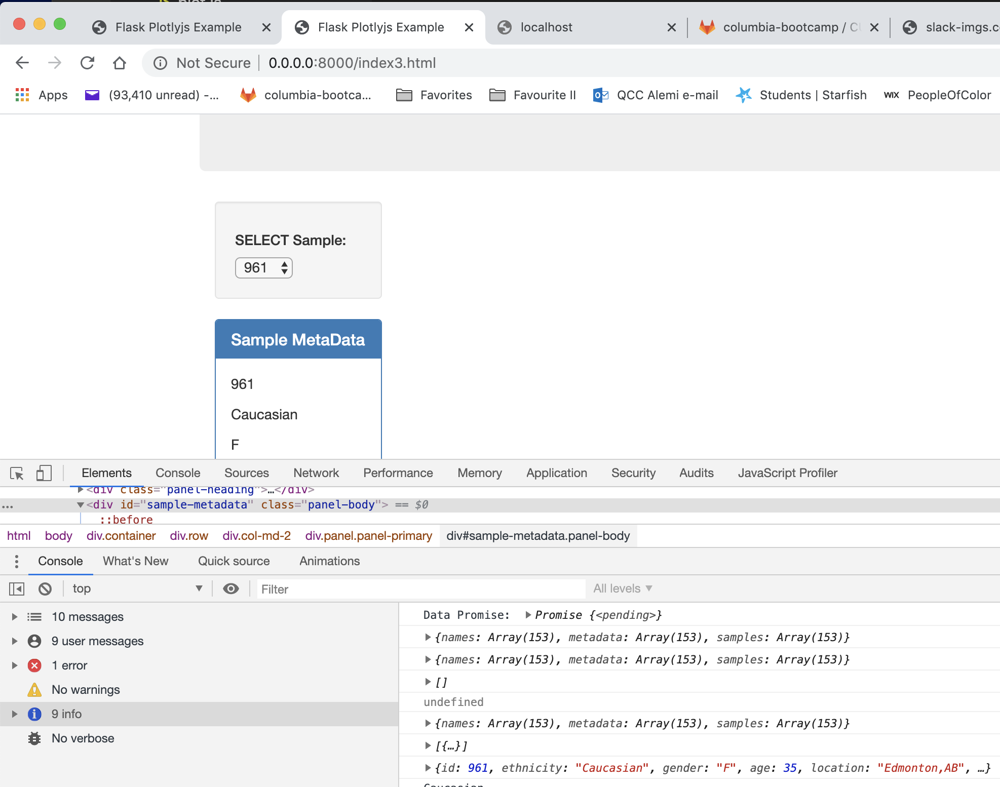 Flask Plotlyjs Example
Flask Plotlyjs Example
localhost
columbia-bootcamp / CU
slack-imgs.c
Not Secure | 0.0.0.0:8000/index3.html
Apps
(93,410 unread) -...
columbia-bootca...
Favorites
Favourite II
QCC Alemi e-mail
Students | Starfish
WIX PeopleOfColor
SELECT Sample:
961
Sample MetaData
961
Caucasian
F
Elements Console Sources Network Performance Memory Application Security Audits JavaScript Profiler
<div class="panel-heading">…</div>
... <div id="sample-metadata" class="panel-body"> == $0
::before
html body div.container div.row div.col-md-2 div.panel.panel-primary div#sample-metadata.panel-body
Console What's New Quick source Animations
top Filter All levels
10 messages
9 user messages
1 error
No warnings
9 info
No verbose
Data Promise: Promise {<pending>}
{names: Array(153), metadata: Array(153), samples: Array(153)}
{names: Array(153), metadata: Array(153), samples: Array(153)}
[]
undefined
{names: Array(153), metadata: Array(153), samples: Array(153)}
[{…}]
{id: 961, ethnicity: "Caucasian", gender: "F", age: 35, location: "Edmonton,AB", …}
Caucasian